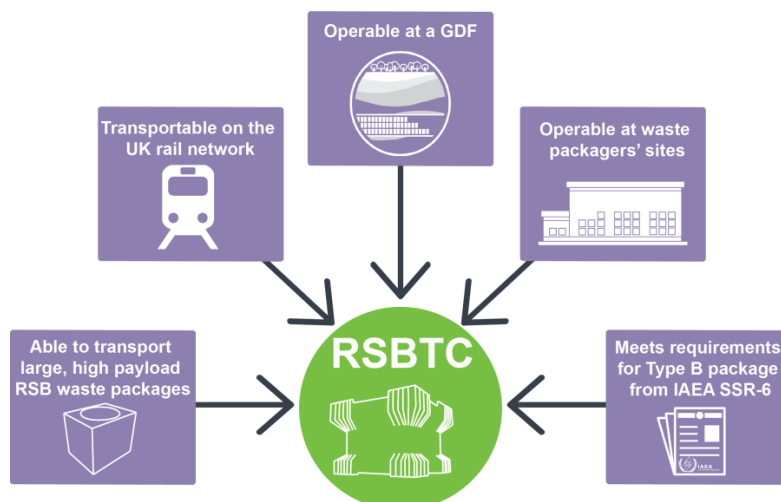 Operable at a GDF
Transportable on the
UK rail network
Operable at waste
packagers’ sites
Able to transport
large, high payload
RSB waste packages
RSBTC
Meets requirements
for Type B package
from IAEA SSR-6
IAEA